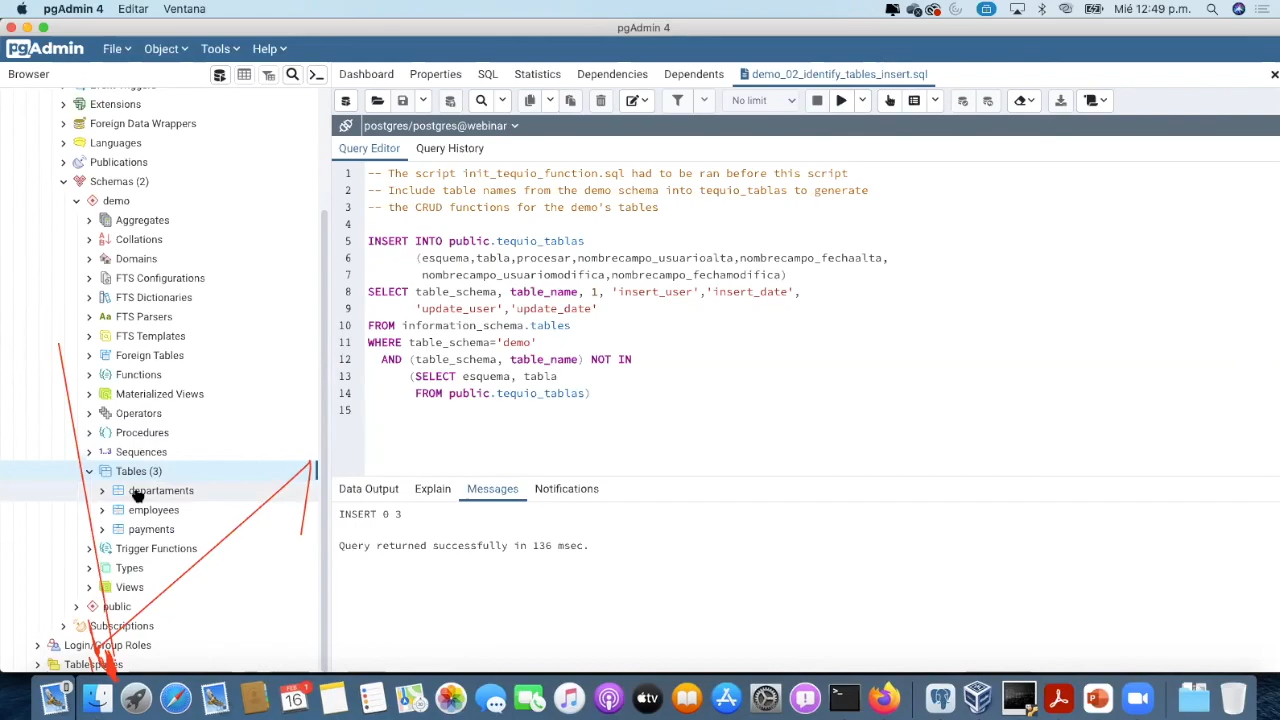 pgAdmin 4 Editar Ventana Mié 12:49 p.m.
pgAdmin 4
pgAdmin File Object Tools Help
Browser Dashboard Properties SQL Statistics Dependencies Dependents demo_02_identify_tables_insert.sql
No limit
postgres/postgres@webinar
Query Editor Query History
Extensions
Foreign Data Wrappers
Languages
Publications
Schemas (2)
demo
Aggregates
Collations
Domains
FTS Configurations
FTS Dictionaries
Aa FTS Parsers
FTS Templates
Foreign Tables
Functions
Materialized Views
Operators
Procedures
1..3 Sequences
Tables (3)
departaments
employees
payments
Trigger Functions
Types
Views
public
Subscriptions
Login/Group Roles
Tablespaces
1 -- The script init_tequio_function.sql had to be ran before this script
2 -- Include table names from the demo schema into tequio_tablas to generate
3 -- the CRUD functions for the demo's tables
4
5 INSERT INTO public.tequio_tablas
6 (esquema,tabla,procesar,nombrecampo_usuarioalta,nombrecampo_fechaalta,
7 nombrecampo_usuariomodifica,nombrecampo_fechamodifica)
8 SELECT table_schema, table_name, 1, 'insert_user','insert_date',
9 'update_user','update_date'
10 FROM information_schema.tables
11 WHERE table_schema='demo'
12 AND (table_schema, table_name) NOT IN
13 (SELECT esquema, tabla
14 FROM public.tequio_tablas)
15
Data Output Explain Messages Notifications
INSERT 0 3
Query returned successfully in 136 msec.
FEB 1
16
tv